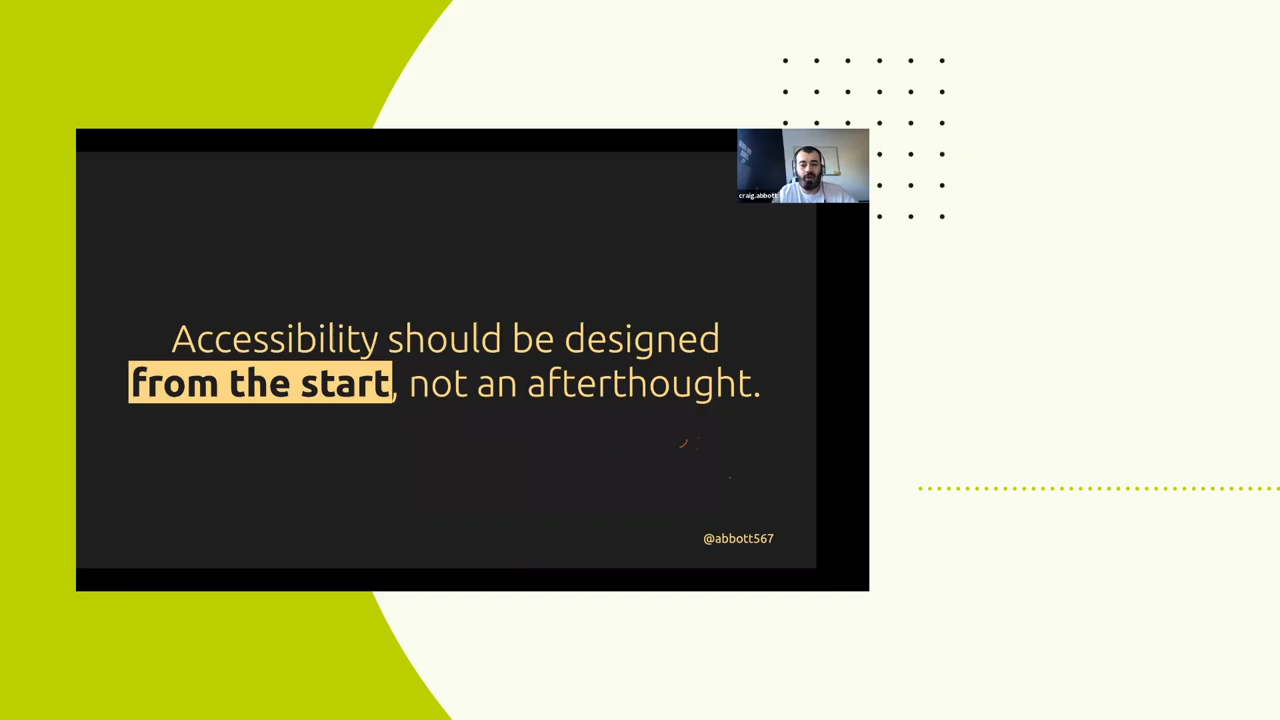 craig.abbott
Accessibility should be designed
from the start, not an afterthought.
@abbott567